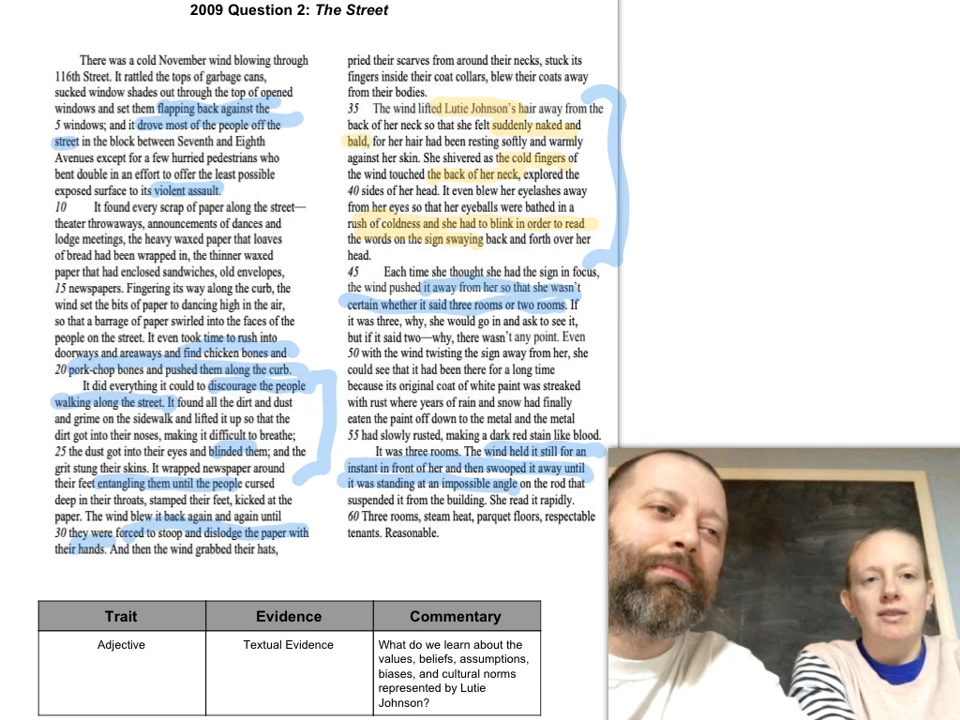 2009 Question 2: The Street
There was a cold November wind blowing through
116th Street. It rattled the tops of garbage cans,
sucked window shades out through the top of opened
windows and set them flapping back against the
5 windows; and it drove most of the people off the
street in the block between Seventh and Eighth
Avenues except for a few hurried pedestrians who
bent double in an effort to offer the least possible
exposed surface to its violent assault.
10 It found every scrap of paper along the street—
theater throwaways, announcements of dances and
lodge meetings, the heavy waxed paper that loaves
of bread had been wrapped in, the thinner waxed
paper that had enclosed sandwiches, old envelopes,
15 newspapers. Fingering its way along the curb, the
wind set the bits of paper to dancing high in the air,
so that a barrage of paper swirled into the faces of the
people on the street. It even took time to rush into
doorways and areaways and find chicken bones and
20 pork-chop bones and pushed them along the curb.
It did everything it could to discourage the people
walking along the street. It found all the dirt and dust
and grime on the sidewalk and lifted it up so that the
dirt got into their noses, making it difficult to breathe;
25 the dust got into their eyes and blinded them; and the
grit stung their skins. It wrapped newspaper around
their feet entangling them until the people cursed
deep in their throats, stamped their feet, kicked at the
paper. The wind blew it back again and again until
30 they were forced to stoop and dislodge the paper with
their hands. And then the wind grabbed their hats,
pried their scarves from around their necks, stuck its
fingers inside their coat collars, blew their coats away
from their bodies.
35 The wind lifted Lutie Johnson's hair away from the
back of her neck so that she felt suddenly naked and
bald, for her hair had been resting softly and warmly
against her skin. She shivered as the cold fingers of
the wind touched the back of her neck, explored the
40 sides of her head. It even blew her eyelashes away
from her eyes so that her eyeballs were bathed in a
rush of coldness and she had to blink in order to read
the words on the sign swaying back and forth over her
head.
45 Each time she thought she had the sign in focus,
the wind pushed it away from her so that she wasn't
certain whether it said three rooms or two rooms. If
it was three, why, she would go in and ask to see it,
but if it said two—why, there wasn't any point. Even
50 with the wind twisting the sign away from her, she
could see that it had been there for a long time
because its original coat of white paint was streaked
with rust where years of rain and snow had finally
eaten the paint off down to the metal and the metal
55 had slowly rusted, making a dark red stain like blood.
It was three rooms. The wind held it still for an
instant in front of her and then swooped it away until
it was standing at an impossible angle on the rod that
suspended it from the building. She read it rapidly.
60 Three rooms, steam heat, parquet floors, respectable
tenants. Reasonable.
Trait Evidence Commentary
Adjective Textual Evidence What do we learn about the
values, beliefs, assumptions,
biases, and cultural norms
represented by Lutie
Johnson?